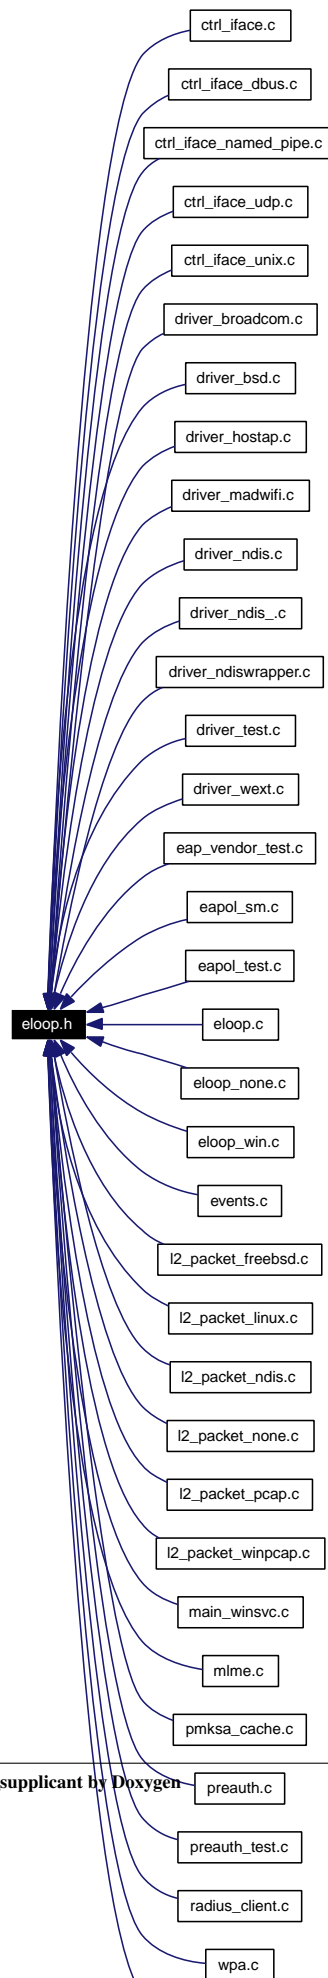 ctrl_iface.c
ctrl_iface_dbus.c
ctrl_iface_named_pipe.c
ctrl_iface_udp.c
ctrl_iface_unix.c
driver_broadcom.c
driver_bsd.c
driver_hostap.c
driver_madwifi.c
driver_ndis.c
driver_ndis_.c
driver_ndiswrapper.c
driver_test.c
driver_wext.c
eap_vendor_test.c
eapol_sm.c
eapol_test.c
eloop.h
eloop.c
eloop_none.c
eloop_win.c
events.c
l2_packet_freebsd.c
l2_packet_linux.c
l2_packet_ndis.c
l2_packet_none.c
l2_packet_pcap.c
l2_packet_winpcap.c
main_winsvc.c
mlme.c
pmksa_cache.c
supplicant by Doxygen
preauth.c
preauth_test.c
radius_client.c
wpa.c